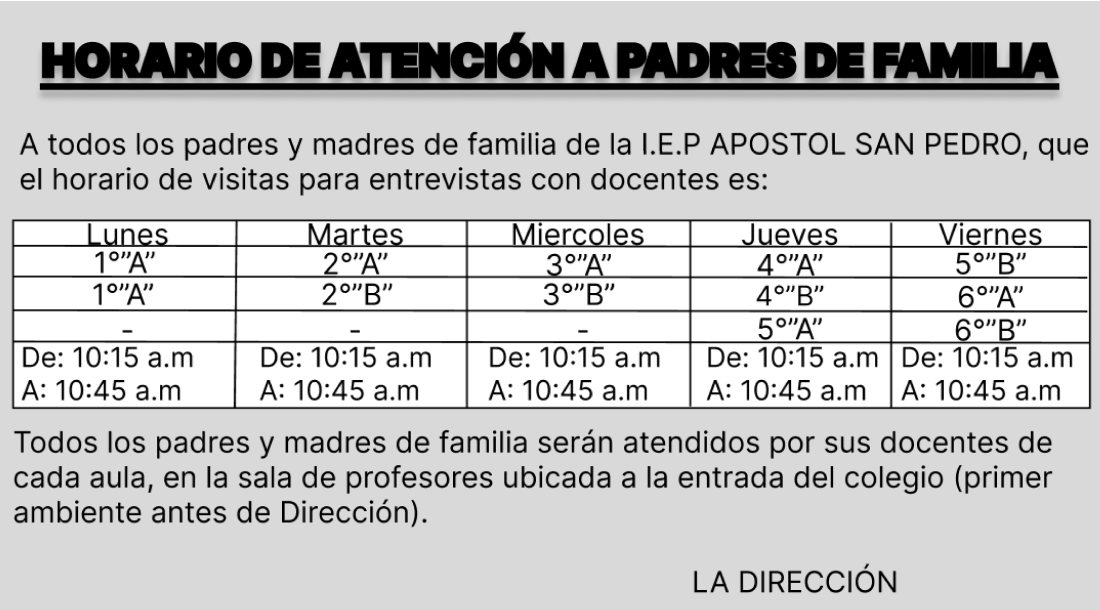 HORARIO DE ATENCIÓN A PADRES DE FAMILIA
A todos los padres y madres de familia de la I.E.P APOSTOL SAN PEDRO, que
el horario de visitas para entrevistas con docentes es:
Lunes Martes Miercoles Jueves Viernes
1°”A” 2°”A” 3°”A” 4°”A” 5°”B”
1°”A” 2°”B” 3°”B” 4°”B” 6°”A”
- - - 5°”A” 6°”B”
De: 10:15 a.m De: 10:15 a.m De: 10:15 a.m De: 10:15 a.m De: 10:15 a.m
A: 10:45 a.m A: 10:45 a.m A: 10:45 a.m A: 10:45 a.m A: 10:45 a.m
Todos los padres y madres de familia serán atendidos por sus docentes de
cada aula, en la sala de profesores ubicada a la entrada del colegio (primer
ambiente antes de Dirección).
LA DIRECCIÓN